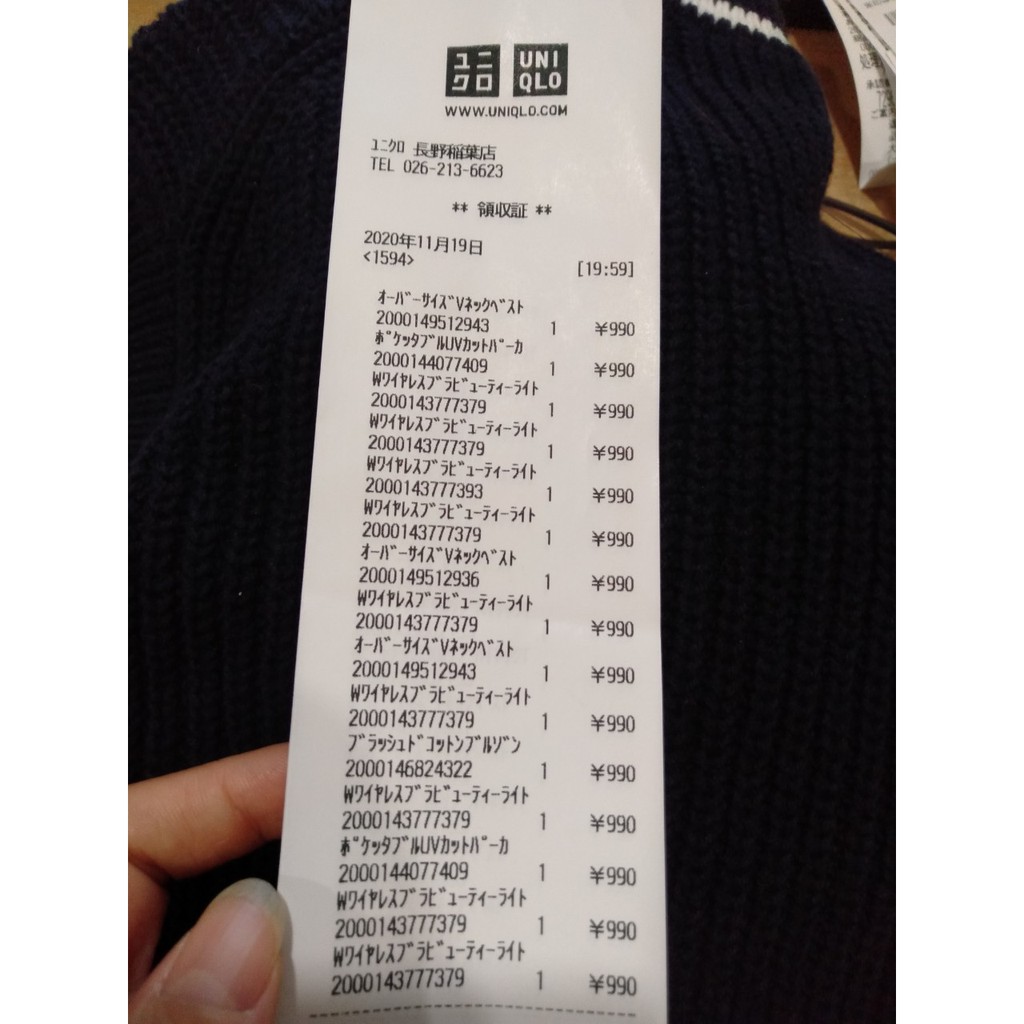 ユニ
クロ
UNI
QLO
WWW.UNIQLO.COM
ユニクロ 長野稲葉店
TEL 026-213-6623
** 領収証 **
2020年11月19日
<1594> [19:59]
オーバーサイズVネックベスト
2000149512943 1 ¥990
ポケッタブルUVカットパーカ
2000144077409 1 ¥990
Wワイヤレスブラビューティーライト
2000143777379 1 ¥990
Wワイヤレスブラビューティーライト
2000143777379 1 ¥990
Wワイヤレスブラビューティーライト
2000143777393 1 ¥990
Wワイヤレスブラビューティーライト
2000143777379 1 ¥990
オーバーサイズVネックベスト
2000149512936 1 ¥990
Wワイヤレスブラビューティーライト
2000143777379 1 ¥990
オーバーサイズVネックベスト
2000149512943 1 ¥990
Wワイヤレスブラビューティーライト
2000143777379 1 ¥990
ブラッシュドコットンブルゾン
2000146824322 1 ¥990
Wワイヤレスブラビューティーライト
2000143777379 1 ¥990
ポケッタブルUVカットパーカ
2000144077409 1 ¥990
Wワイヤレスブラビューティーライト
2000143777379 1 ¥990
Wワイヤレスブラビューティーライト
2000143777379 1 ¥990